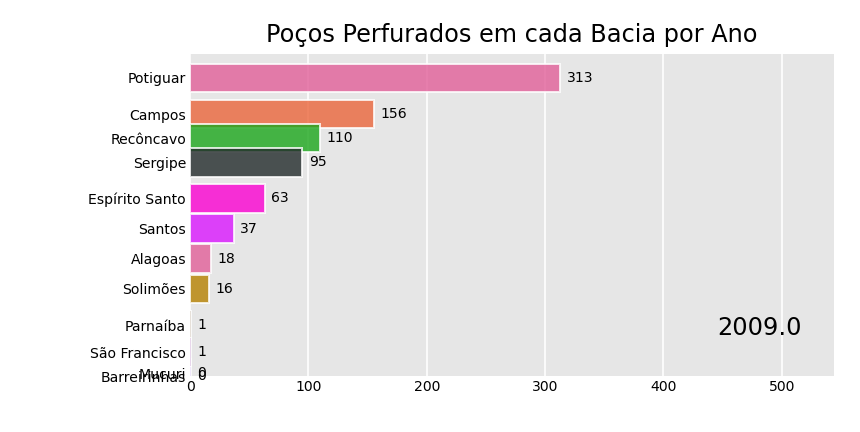 Poços Perfurados em cada Bacia por Ano
Potiguar 313
Campos 156
Recôncavo 110
Sergipe 95
Espírito Santo 63
Santos 37
Alagoas 18
Solimões 16
Parnaíba 1
2009.0
São Francisco 1
Mucuri 0
Barreirinhas 0
0 100 200 300 400 500